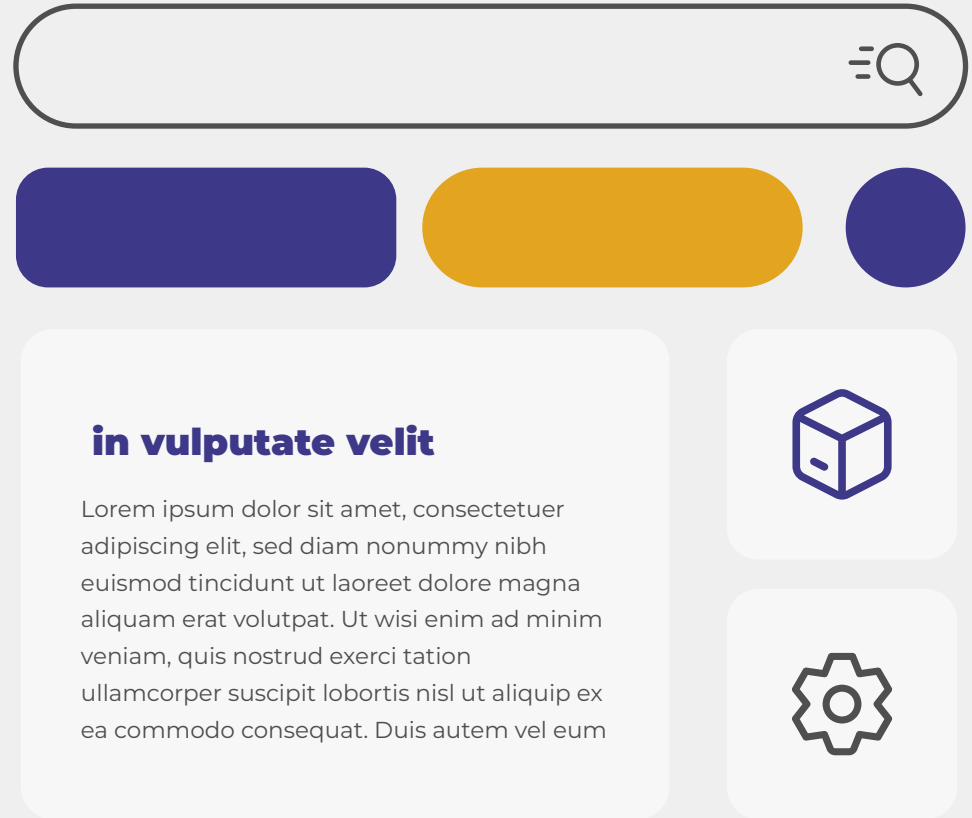 in vulputate velit
Lorem ipsum dolor sit amet, consectetuer
adipiscing elit, sed diam nonummy nibh
euismod tincidunt ut laoreet dolore magna
aliquam erat volutpat. Ut wisi enim ad minim
veniam, quis nostrud exerci tation
ullamcorper suscipit lobortis nisl ut aliquip ex
ea commodo consequat. Duis autem vel eum